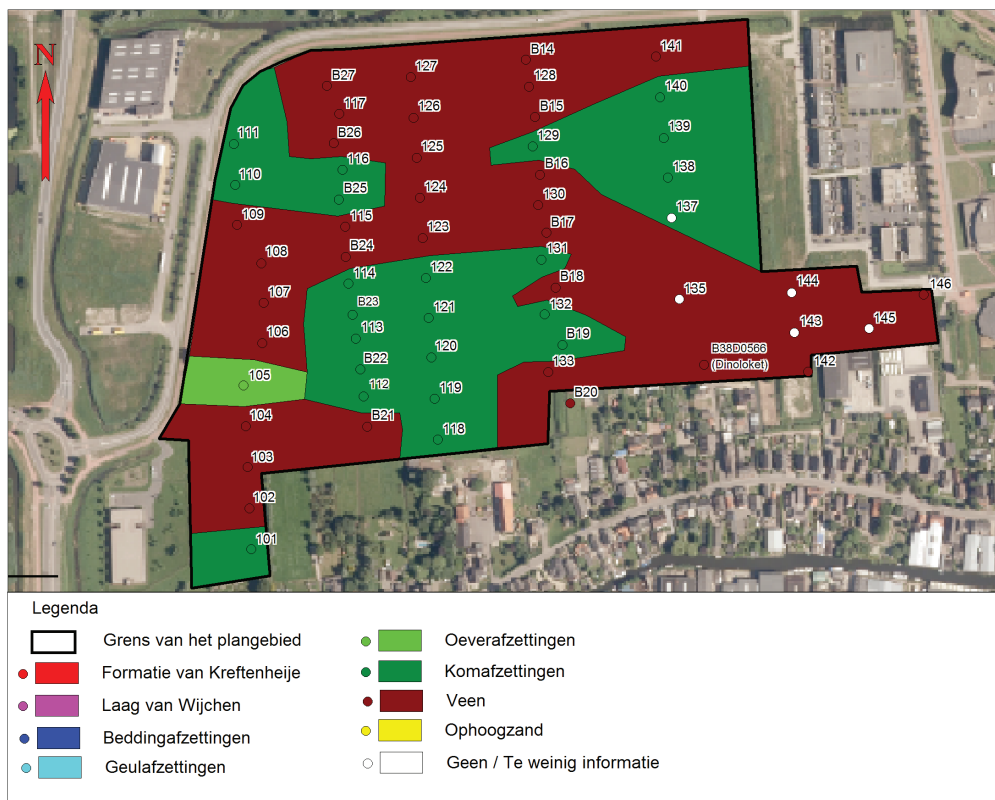 N
B14
141
127
B27
128
140
117
126
B15
111
B26
129
139
125
116
B16
138
110
B25
124
130
137
109
115
123
B17
108
B24
122
131
114
B18
135
144
146
107
B23
121
132
113
143
145
106
B19
120
B22
B38D0566
(Dinoloket)
133
142
105
112
119
B20
104
B21
118
103
102
101
Legenda
Grens van het plangebied
Formatie van Kreftenheije
Laag van Wijchen
Beddingafzettingen
Geulafzettingen
Oeverafzettingen
Komafzettingen
Veen
Ophoogzand
Geen / Te weinig informatie